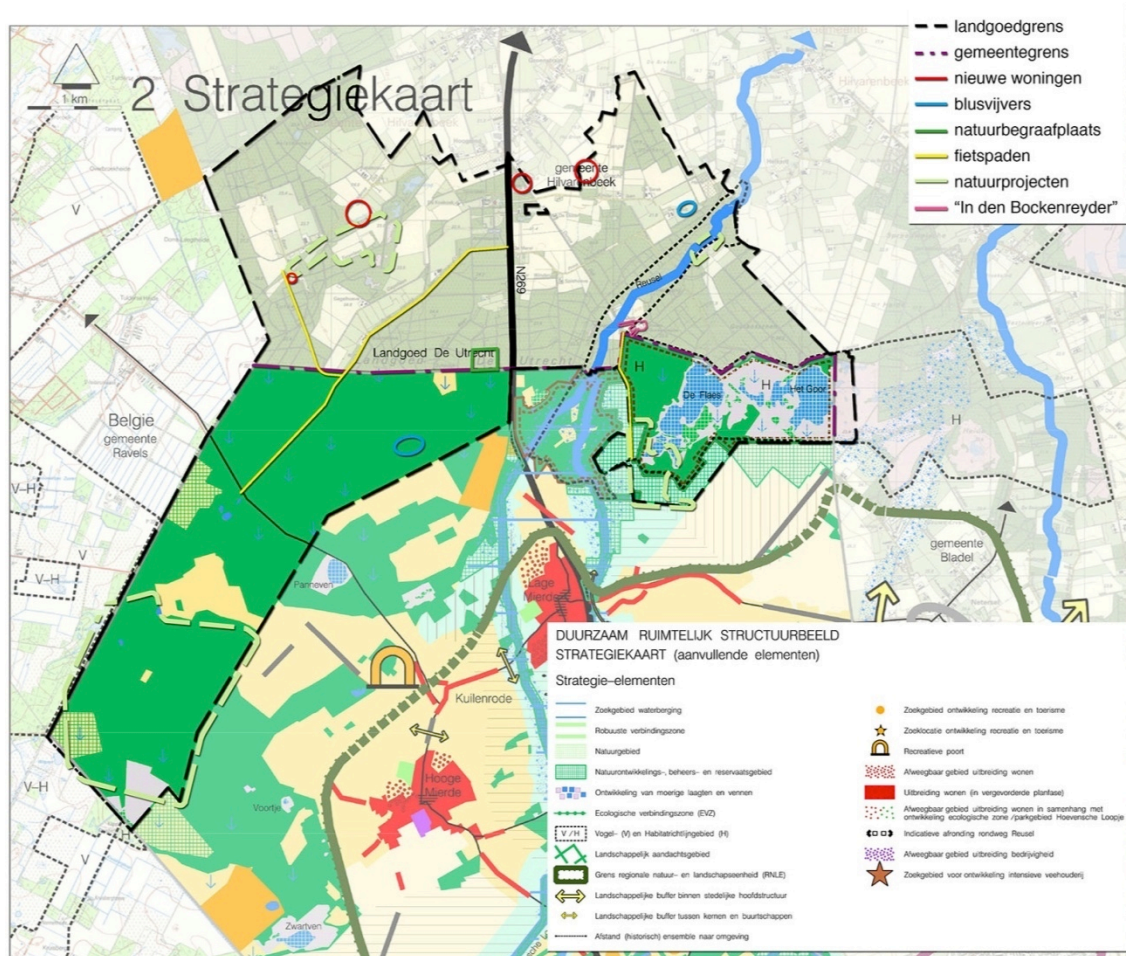 2 Strategiekaart
1 km
landgoedgrens
gemeentegrens
nieuwe woningen
blusvijvers
natuurbegraafplaats
fietspaden
natuurprojecten
"In den Bockenreyder"
Hilvarenbeek
Hilvarenbeek
gemeente
Hilvarenbeek
V
N269
Reusel
Landgoed De Utrecht
Utrecht
H
De Flaes
H
Het Goor
H
België
gemeente
Ravels
V-H
V
V-H
V-H
V
Panneven
Lage
Mierde
gemeente
Bladel
Kuilenrode
Hooge
Mierde
Voortje
Zwartven
DUURZAAM RUIMTELIJK STRUCTUURBEELD
STRATEGIEKAART (aanvullende elementen)
Strategie-elementen
Zoekgebied waterberging
Robuuste verbindingszone
Natuurgebied
Natuurontwikkelings-, beheers- en reservaatsgebied
Ontwikkeling van moerige laagten en vennen
Ecologische verbindingszone (EVZ)
V / H
Vogel- (V) en Habitatrichtlijngebied (H)
Landschappelijk aandachtsgebied
Grens regionale natuur- en landschapseenheid (RNLE)
Landschappelijke buffer binnen stedelijke hoofdstructuur
Landschappelijke buffer tussen kernen en buurtschappen
Afstand (historisch) ensemble naar omgeving
Zoekgebied ontwikkeling recreatie en toerisme
Zoeklocatie ontwikkeling recreatie en toerisme
Recreatieve poort
Afweegbaar gebied uitbreiding wonen
Uitbreiding wonen (in vergevorderde planfase)
Afweegbaar gebied uitbreiding wonen in samenhang met
ontwikkeling ecologische zone /parkgebied Hoevensche Loopje
Indicatieve afronding rondweg Reusel
Afweegbaar gebied uitbreiding bedrijvigheid
Zoekgebied voor ontwikkeling intensieve veehouderij